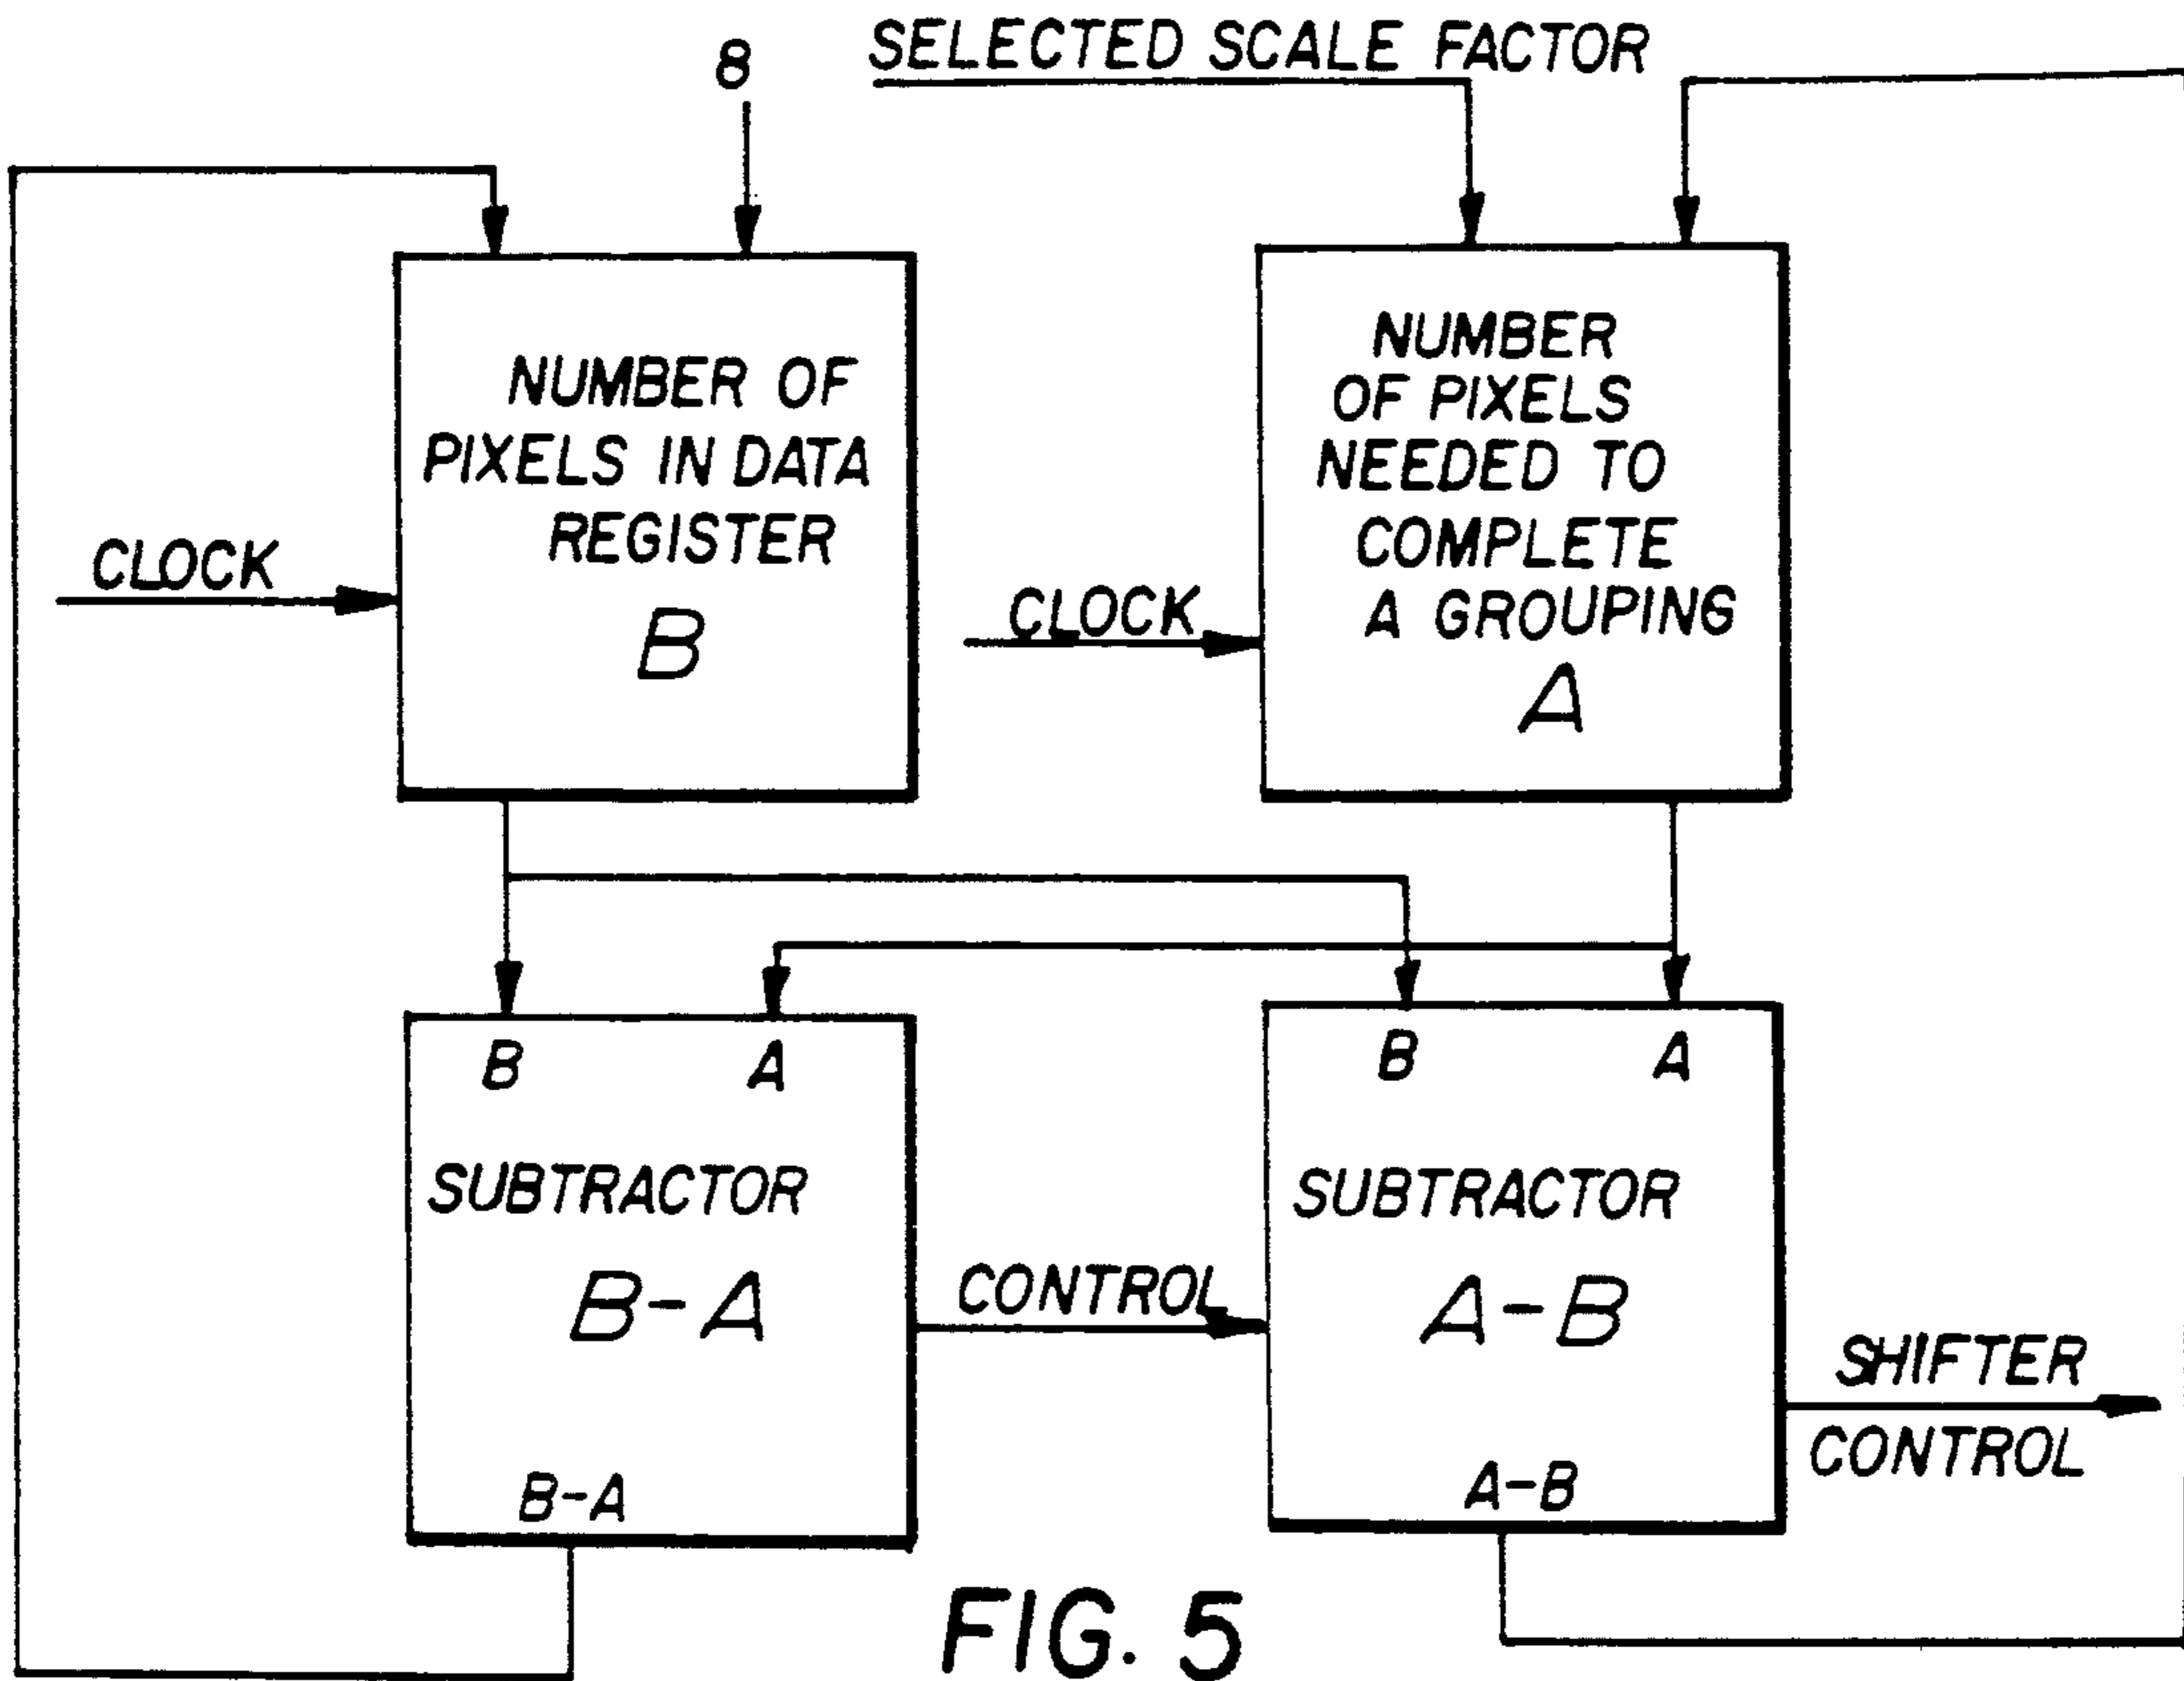 8
SELECTED SCALE FACTOR
NUMBER OF
PIXELS IN DATA
REGISTER
B
CLOCK
NUMBER
OF PIXELS
NEEDED TO
COMPLETE
A GROUPING
A
CLOCK
B A
SUBTRACTOR
B-A
B-A
CONTROL
B A
SUBTRACTOR
A-B
A-B
SHIFTER
CONTROL
FIG. 5